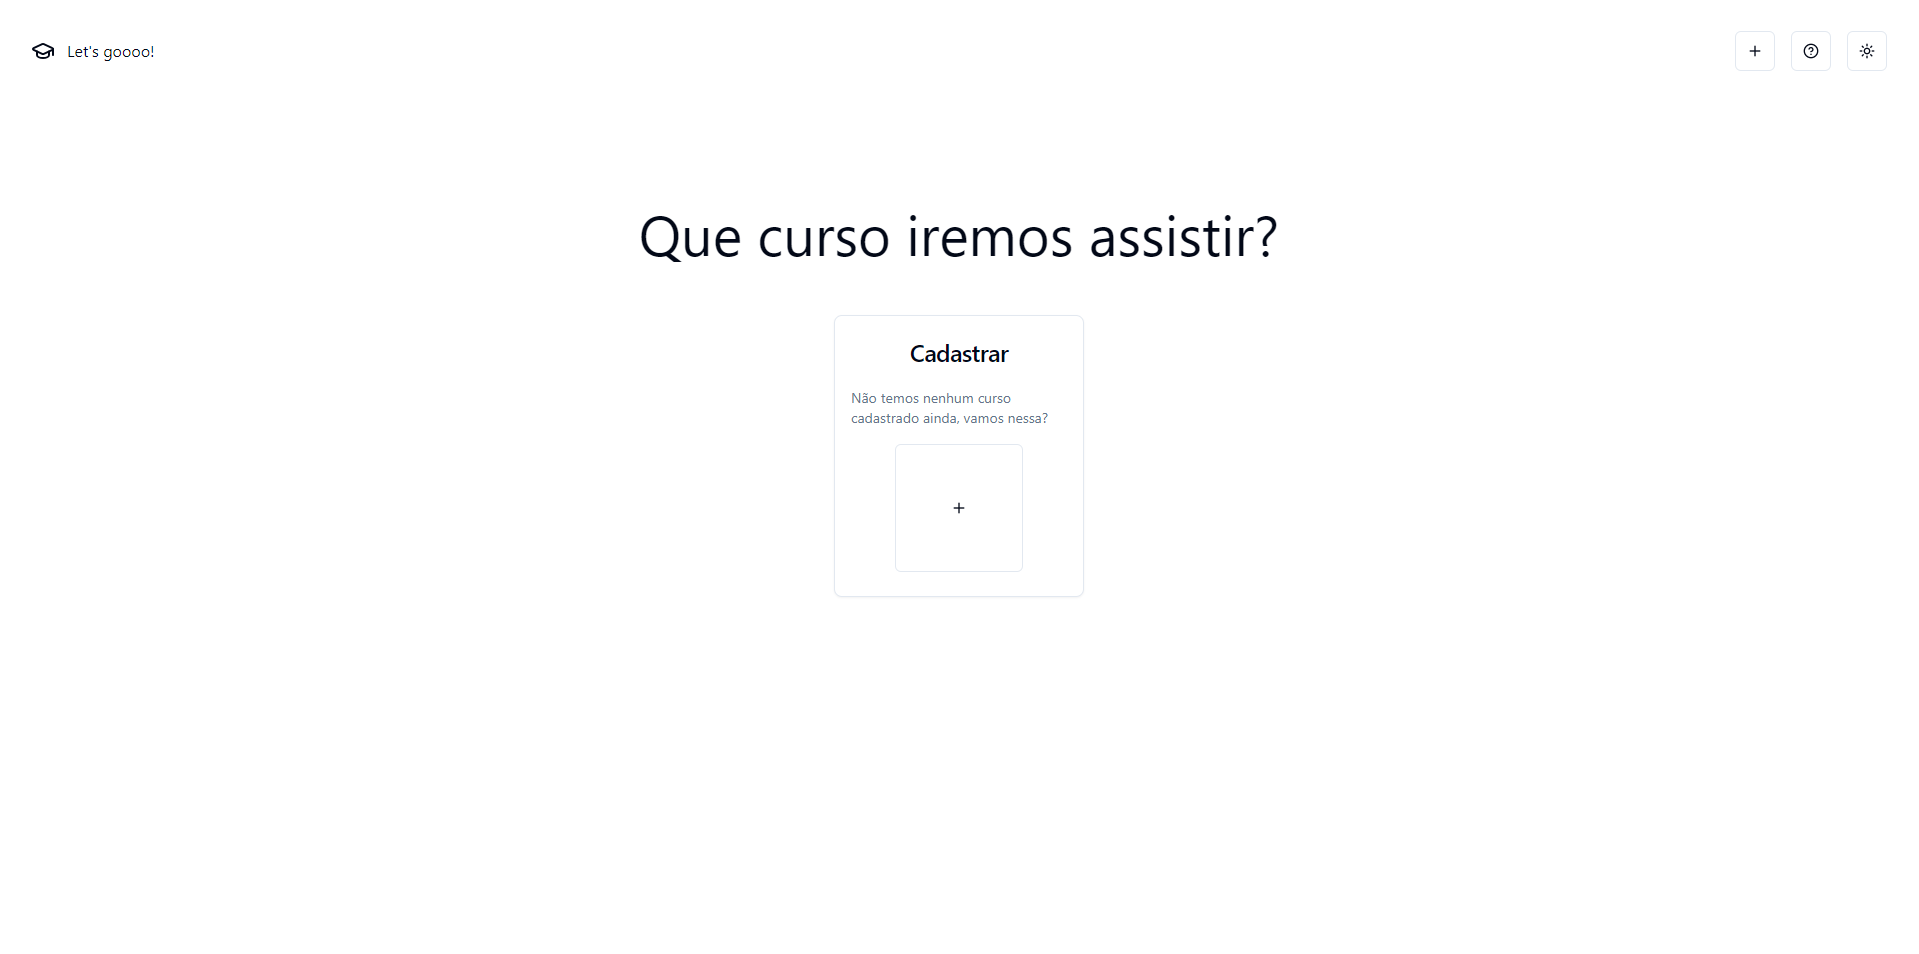 Let's goooo!
Que curso iremos assistir?
Cadastrar
Não temos nenhum curso
cadastrado ainda, vamos nessa?